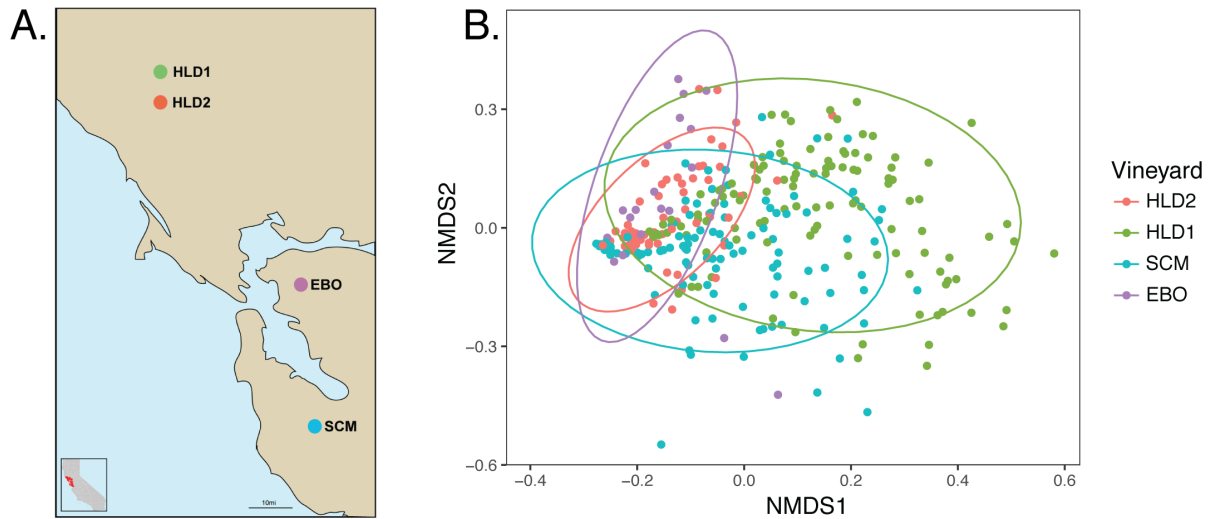 A.
HLD1
HLD2
EBO
SCM
10mi
B.
NMDS2
0.3
0.0
−0.3
−0.6
−0.4
−0.2
0.0
0.2
0.4
0.6
NMDS1
Vineyard
HLD2
HLD1
SCM
EBO